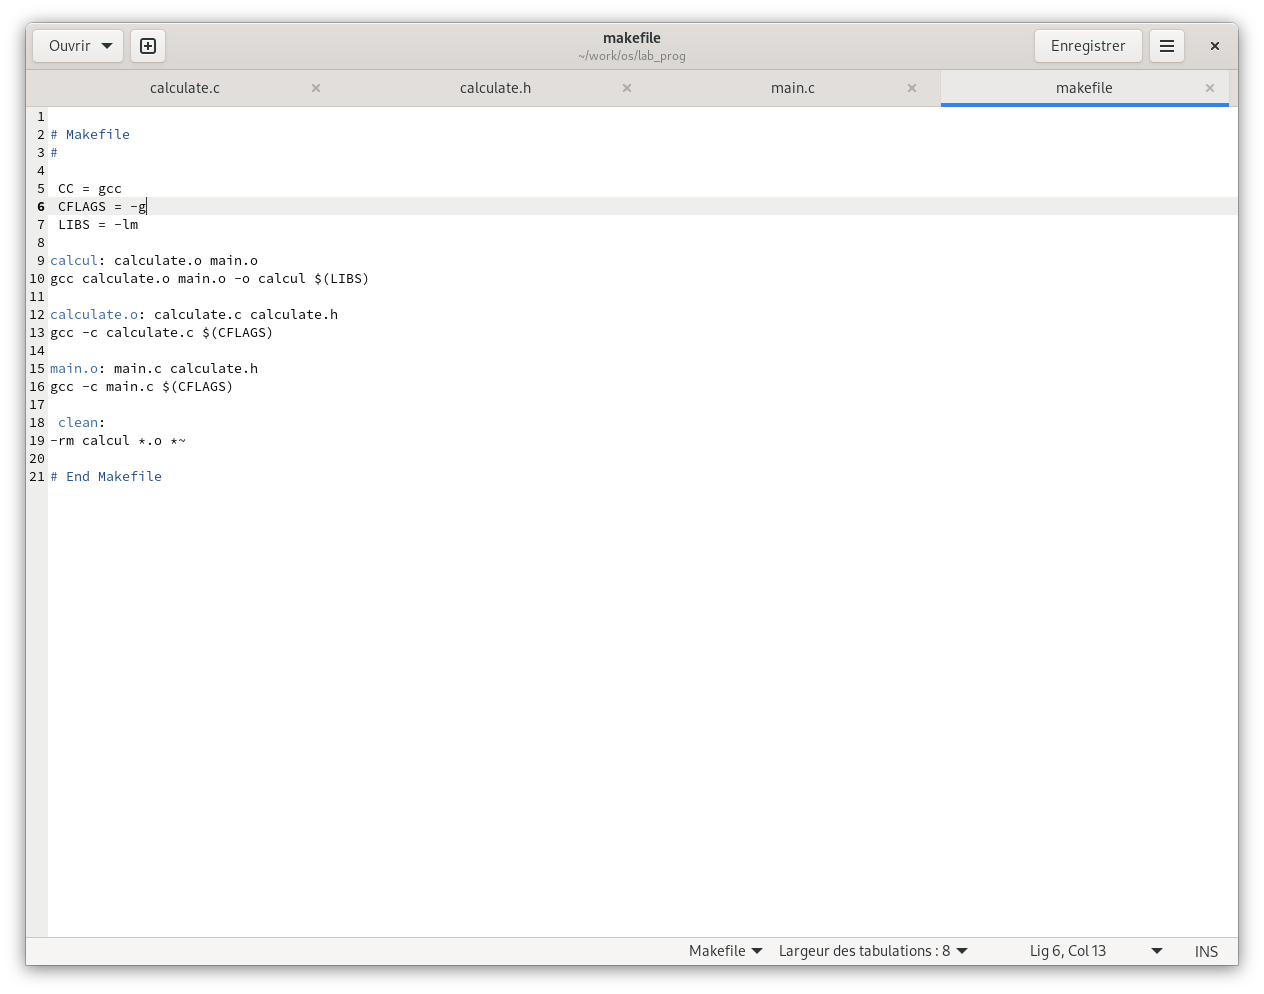 Ouvrir
makefile
~/work/os/lab_prog
Enregistrer
calculate.c
calculate.h
main.c
makefile
1
2 # Makefile
3 #
4
5 CC = gcc
6 CFLAGS = -g
7 LIBS = -lm
8
9 calcul: calculate.o main.o
10 gcc calculate.o main.o -o calcul $(LIBS)
11
12 calculate.o: calculate.c calculate.h
13 gcc -c calculate.c $(CFLAGS)
14
15 main.o: main.c calculate.h
16 gcc -c main.c $(CFLAGS)
17
18 clean:
19 -rm calcul *.o *~
20
21 # End Makefile
Makefile Largeur des tabulations : 8 Lig 6, Col 13 INS